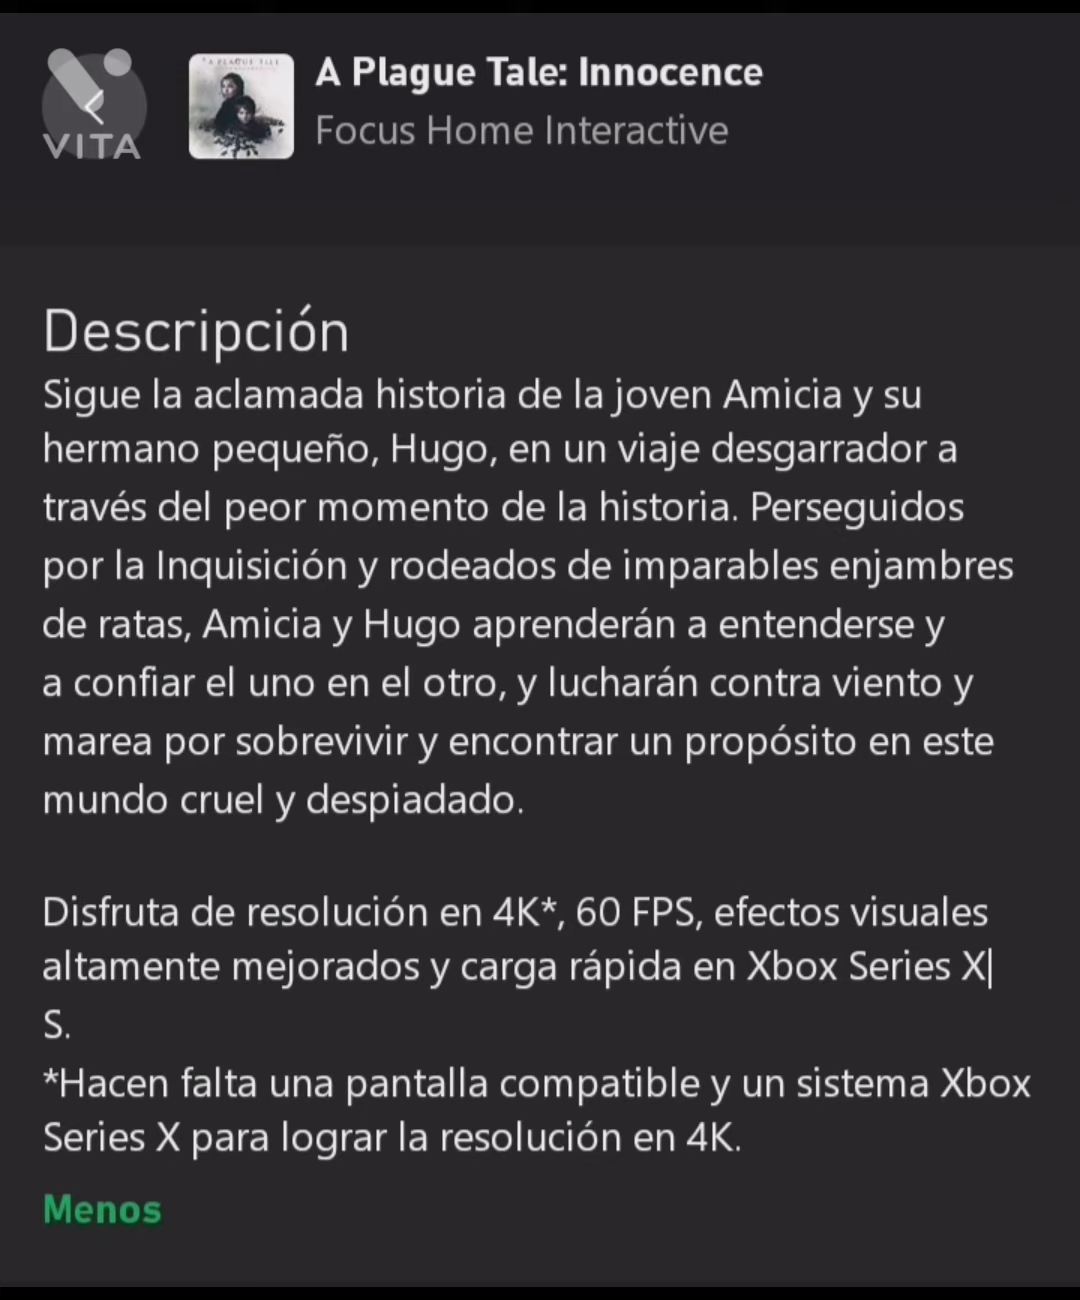 VITA
A PLAGUE TALE
A Plague Tale: Innocence
Focus Home Interactive
Descripción
Sigue la aclamada historia de la joven Amicia y su
hermano pequeño, Hugo, en un viaje desgarrador a
través del peor momento de la historia. Perseguidos
por la Inquisición y rodeados de imparables enjambres
de ratas, Amicia y Hugo aprenderán a entenderse y
a confiar el uno en el otro, y lucharán contra viento y
marea por sobrevivir y encontrar un propósito en este
mundo cruel y despiadado.
Disfruta de resolución en 4K*, 60 FPS, efectos visuales
altamente mejorados y carga rápida en Xbox Series X|
S.
*Hacen falta una pantalla compatible y un sistema Xbox
Series X para lograr la resolución en 4K.
Menos